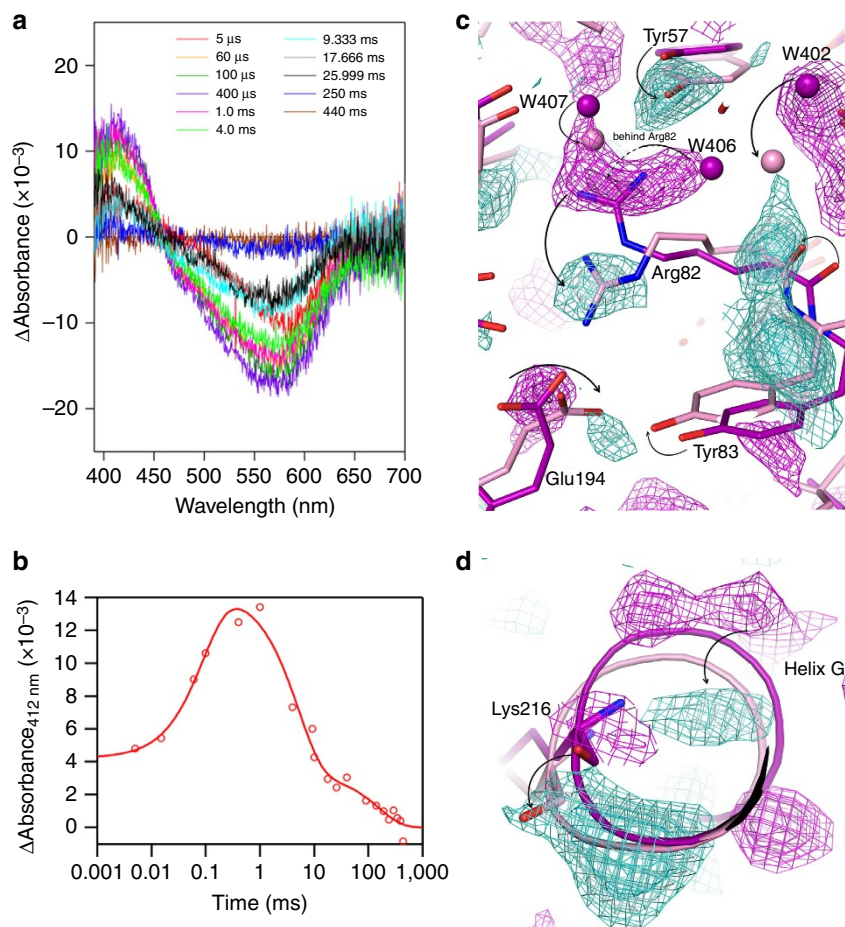 a
5 μs
60 μs
100 μs
400 μs
1.0 ms
4.0 ms
9.333 ms
17.666 ms
25.999 ms
250 ms
440 ms
20
10
0
−10
−20
ΔAbsorbance (×10⁻³)
400 450 500 550 600 650 700
Wavelength (nm)
c
Tyr57
W402
W407
behind Arg82
W406
Arg82
Glu194
Tyr83
b
14
12
10
8
6
4
2
0
ΔAbsorbance₄₁₂ ₙₘ (×10⁻³)
0.001 0.01 0.1 1 10 100 1,000
Time (ms)
d
Helix G
Lys216